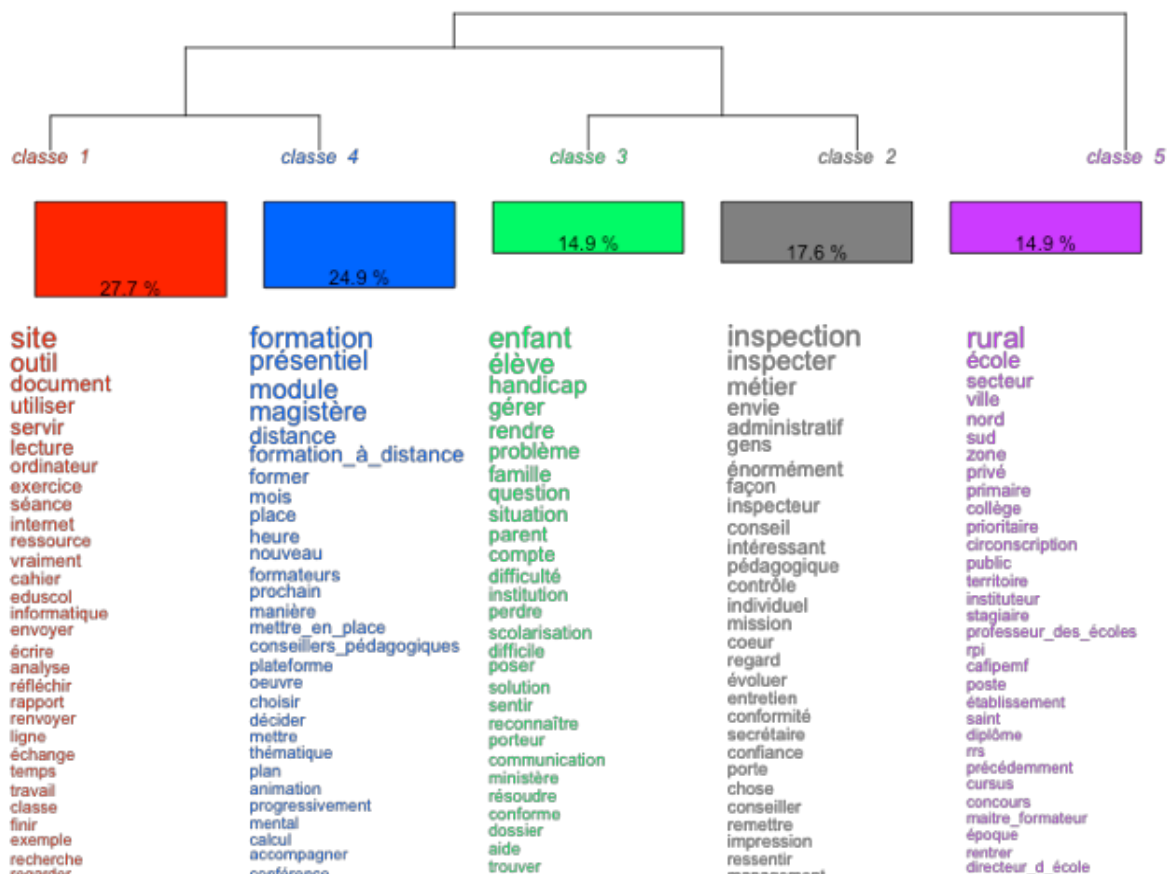 classe 1
classe 4
classe 3
classe 2
classe 5
27.7 %
24.9 %
14.9 %
17.6 %
14.9 %
site
outil
document
utiliser
servir
lecture
ordinateur
exercice
séance
internet
ressource
vraiment
cahier
eduscol
informatique
envoyer
écrire
analyse
réfléchir
rapport
renvoyer
ligne
échange
temps
travail
classe
finir
exemple
recherche
regarder
formation
présentiel
module
magistère
distance
formation_à_distance
former
mois
place
heure
nouveau
formateurs
prochain
manière
mettre_en_place
conseillers_pédagogiques
plateforme
oeuvre
choisir
décider
mettre
thématique
plan
animation
progressivement
mental
calcul
accompagner
conférence
enfant
élève
handicap
gérer
rendre
problème
famille
question
situation
parent
compte
difficulté
institution
perdre
scolarisation
difficile
poser
solution
sentir
reconnaître
porteur
communication
ministère
résoudre
conforme
dossier
aide
trouver
inspection
inspecter
métier
envie
administratif
gens
énormément
façon
inspecteur
conseil
intéressant
pédagogique
contrôle
individuel
mission
coeur
regard
évoluer
entretien
conformité
secrétaire
confiance
porte
chose
conseiller
remettre
impression
ressentir
management
rural
école
secteur
ville
nord
sud
zone
privé
primaire
collège
prioritaire
circonscription
public
territoire
instituteur
stagiaire
professeur_des_écoles
rpi
cafipemf
poste
établissement
saint
diplôme
rrs
précédemment
cursus
concours
maitre_formateur
époque
rentrer
directeur_d_école